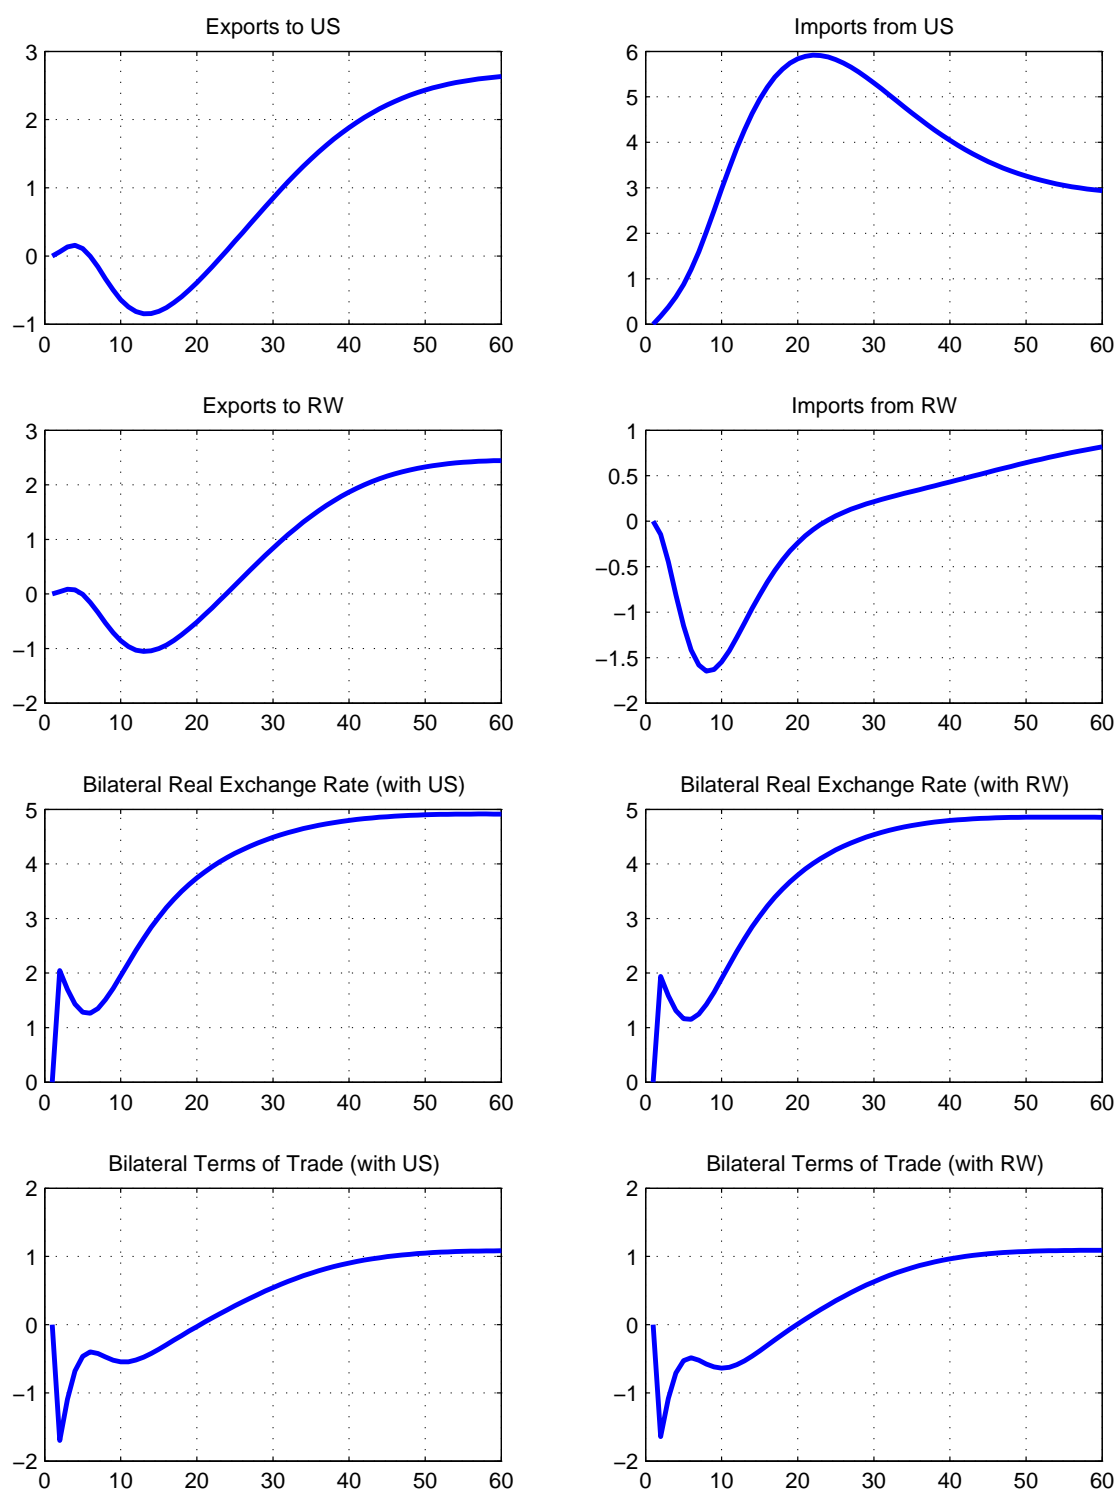 Exports to US
3
2
1
0
−1
0 10 20 30 40 50 60
Imports from US
6
5
4
3
2
1
0
0 10 20 30 40 50 60
Exports to RW
3
2
1
0
−1
−2
0 10 20 30 40 50 60
Imports from RW
1
0.5
0
−0.5
−1
−1.5
−2
0 10 20 30 40 50 60
Bilateral Real Exchange Rate (with US)
5
4
3
2
1
0
0 10 20 30 40 50 60
Bilateral Real Exchange Rate (with RW)
5
4
3
2
1
0
0 10 20 30 40 50 60
Bilateral Terms of Trade (with US)
2
1
0
−1
−2
0 10 20 30 40 50 60
Bilateral Terms of Trade (with RW)
2
1
0
−1
−2
0 10 20 30 40 50 60